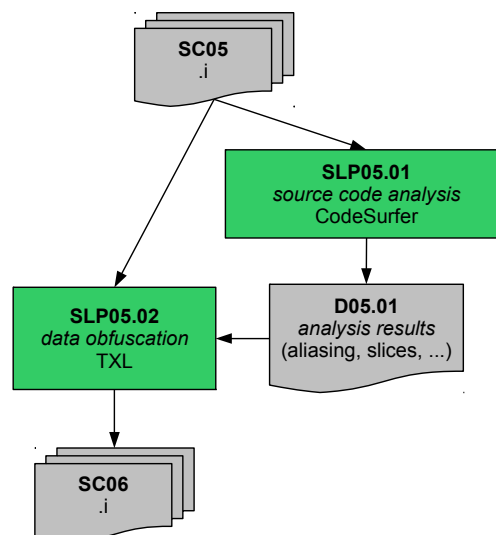 SC05
.i
SLP05.01
source code analysis
CodeSurfer
SLP05.02
data obfuscation
TXL
D05.01
analysis results
(aliasing, slices, ...)
SC06
.i